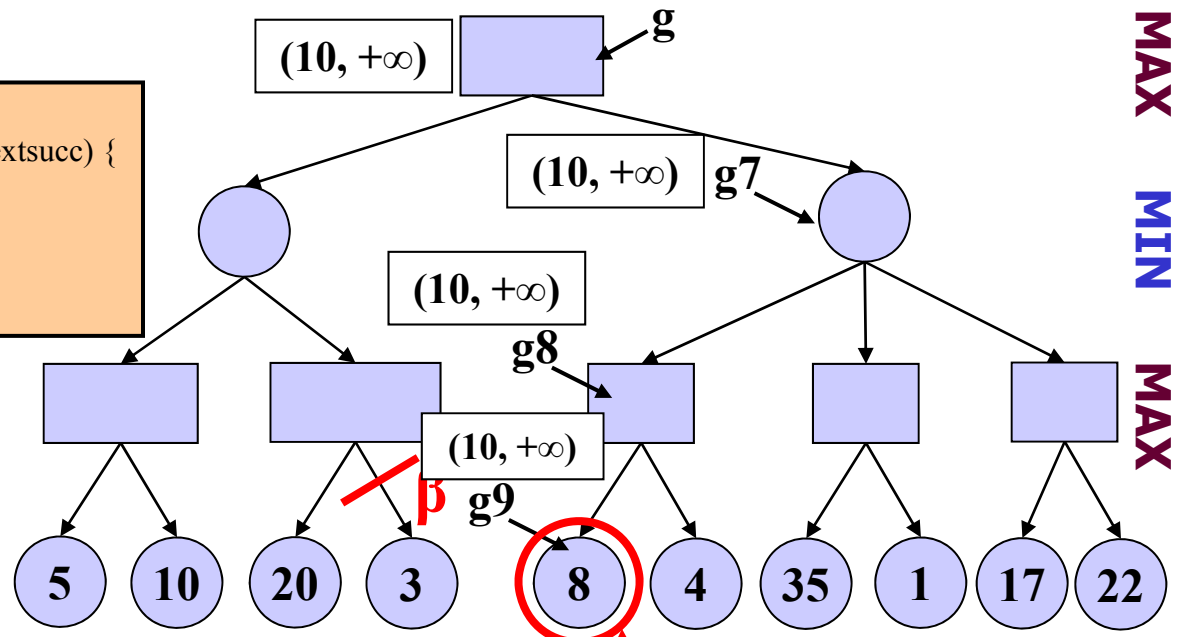 g
(10, +∞)
MAX
extsucc) {
(10, +∞)
g7
MIN
(10, +∞)
g8
MAX
(10, +∞)
β
g9
5 10 20 3 8 4 35 1 17 22